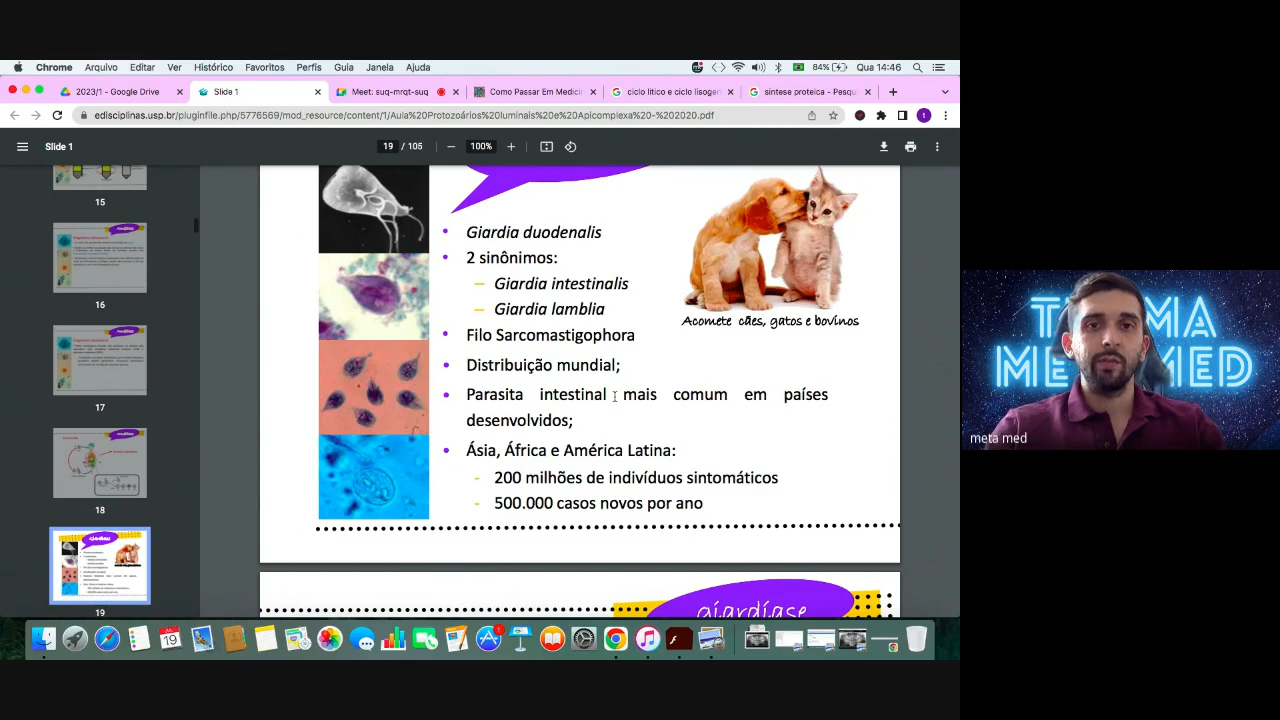 Chrome Arquivo Editar Ver Histórico Favoritos Perfis Guia Janela Ajuda 84% Qua 14:46
2023/1 - Google Drive
Slide 1
Meet: suq-mrqt-suq
Como Passar Em Medicin
ciclo litico e ciclo lisogen
sintese proteica - Pesqui
edisciplinas.usp.br/pluginfile.php/5776569/mod_resource/content/1/Aula%20Protozoários%20luminais%20e%20Apicomplexa%20-%202020.pdf
Slide 1
19 / 105
100%
15
16
17
18
19
Giardia duodenalis
2 sinônimos:
Giardia intestinalis
Giardia lamblia
Filo Sarcomastigophora
Distribuição mundial;
Parasita intestinal mais comum em países
desenvolvidos;
Ásia, África e América Latina:
- 200 milhões de indivíduos sintomáticos
- 500.000 casos novos por ano
Acomete cães, gatos e bovinos
giardíase
meta med